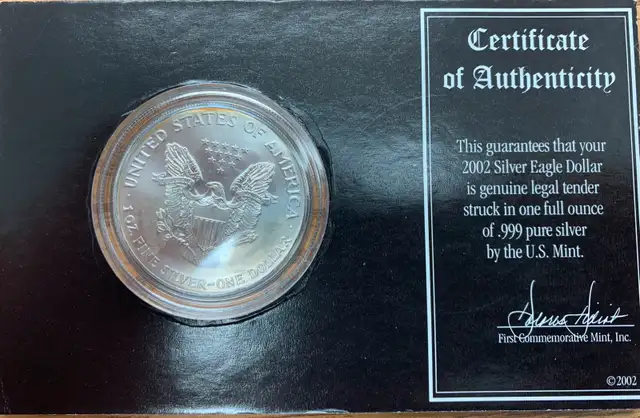 UNITED STATES OF AMERICA
1 OZ. FINE SILVER~ONE DOLLAR
Certificate
of Authenticity
This guarantees that your
2002 Silver Eagle Dollar
is genuine legal tender
struck in one full ounce
of .999 pure silver
by the U.S. Mint.
First Commemorative Mint, Inc.
©2002